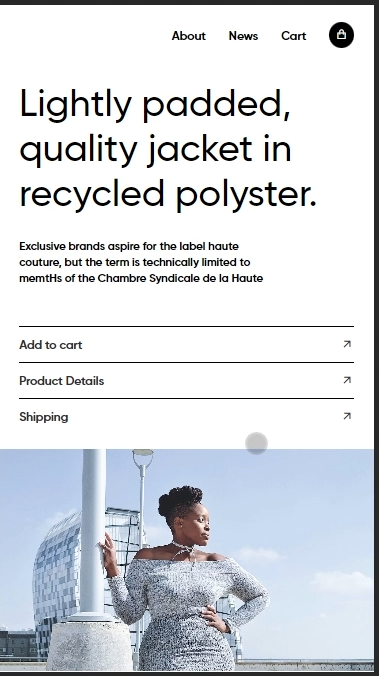 About News Cart
Lightly padded,
quality jacket in
recycled polyster.
Exclusive brands aspire for the label haute
couture, but the term is technically limited to
memtHs of the Chambre Syndicale de la Haute
Add to cart
Product Details
Shipping